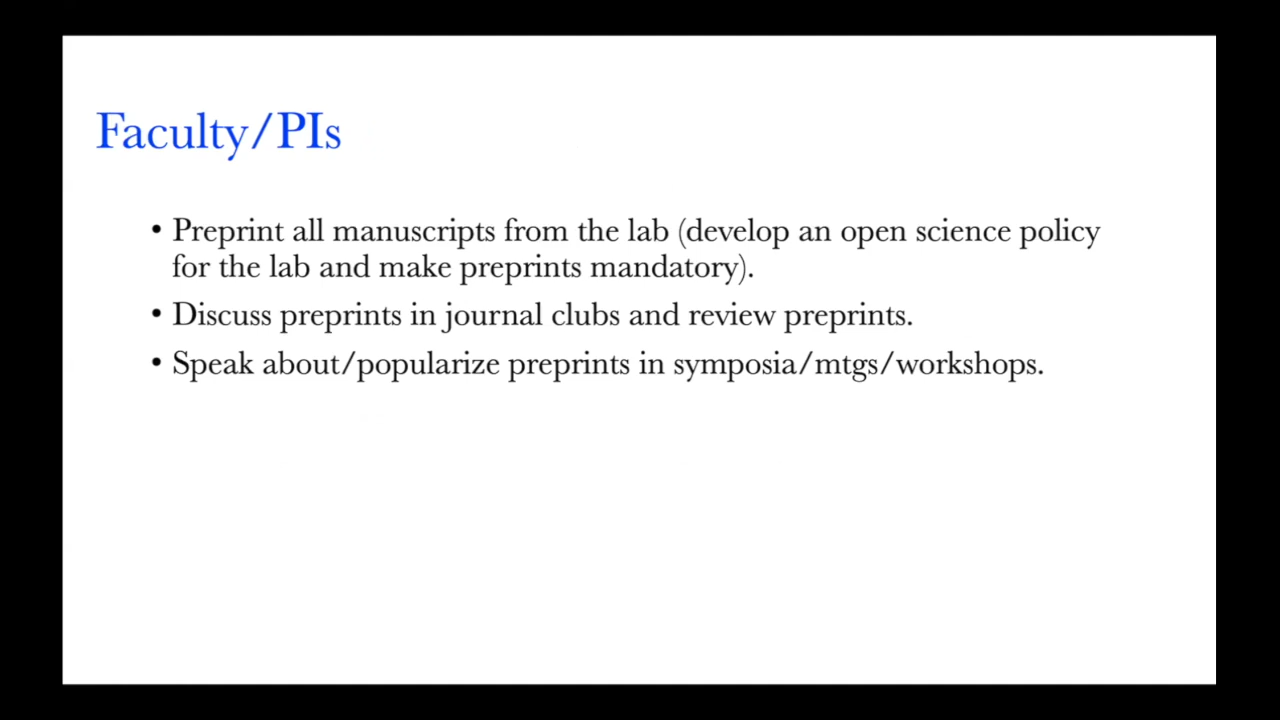 Faculty/PIs
• Preprint all manuscripts from the lab (develop an open science policy
for the lab and make preprints mandatory).
• Discuss preprints in journal clubs and review preprints.
• Speak about/popularize preprints in symposia/mtgs/workshops.